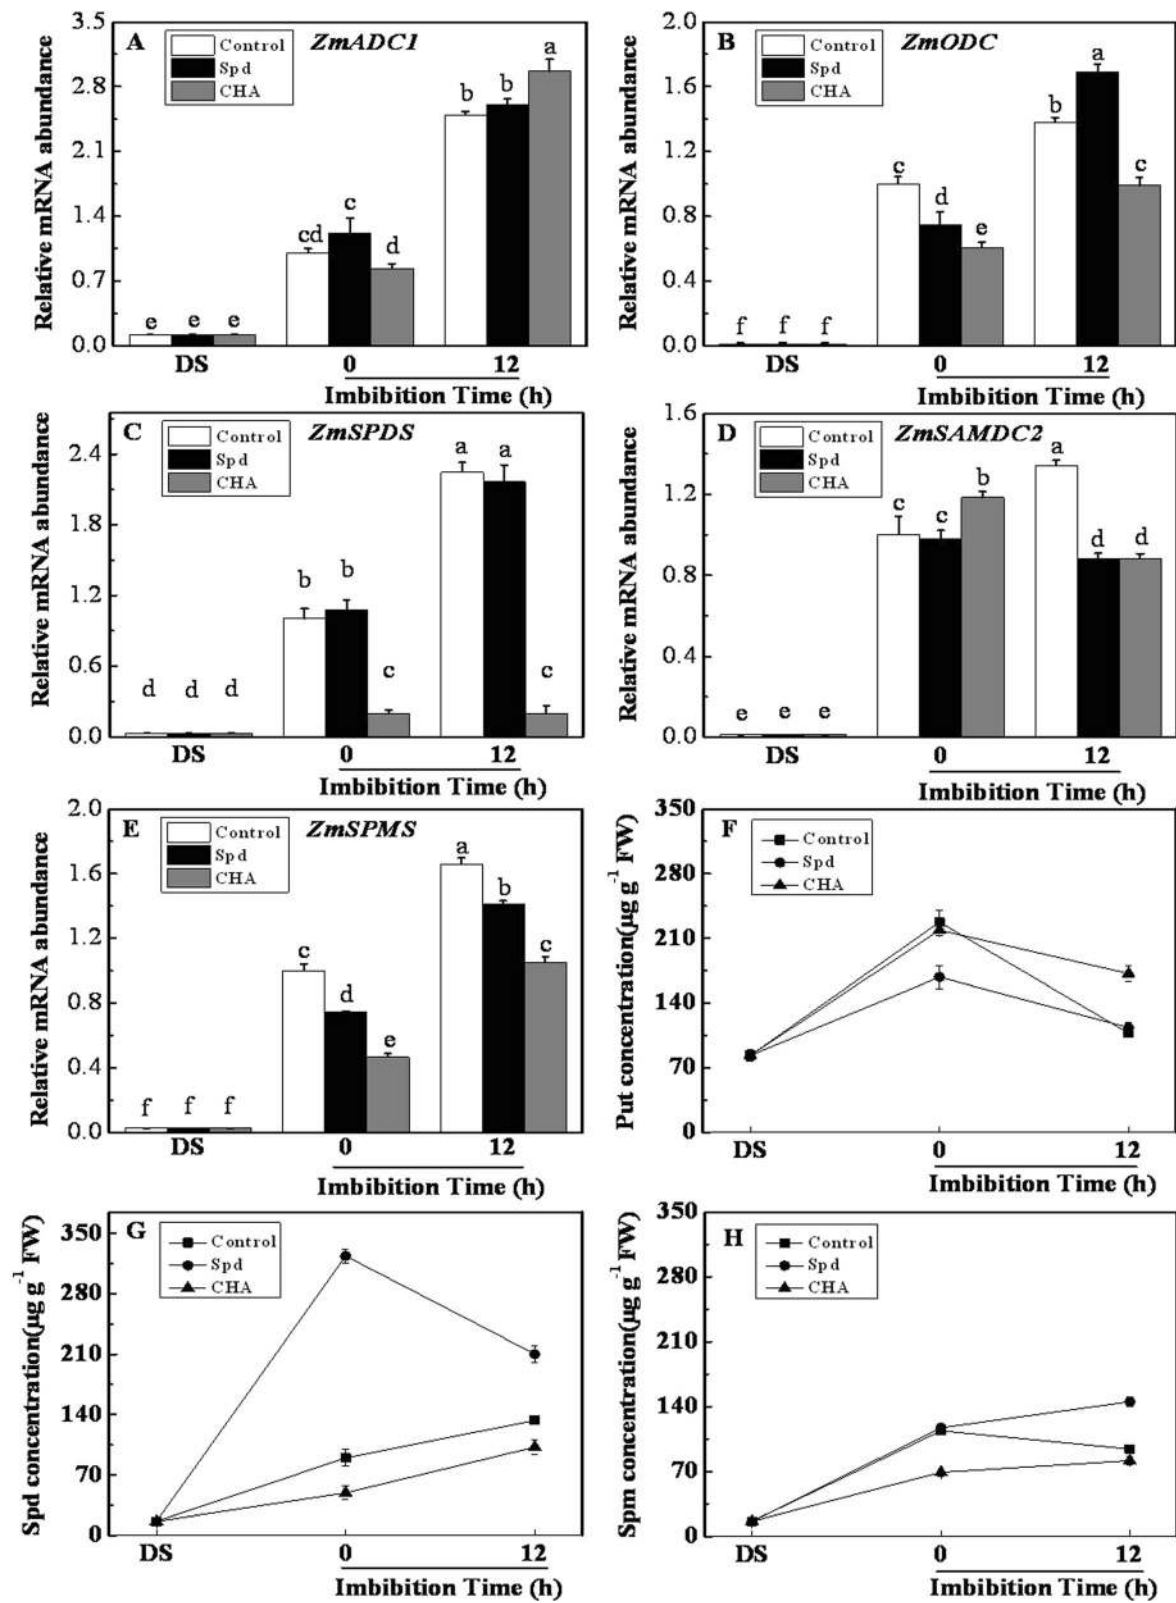 A
ZmADC1
Control
Spd
CHA
Relative mRNA abundance
3.5
2.8
2.1
1.4
0.7
0.0
e e e
cd c d
b b a
DS 0 12
Imbibition Time (h)
B
ZmODC
Control
Spd
CHA
Relative mRNA abundance
2.0
1.6
1.2
0.8
0.4
0.0
f f f
c d e
b a c
DS 0 12
Imbibition Time (h)
C
ZmSPDS
Control
Spd
CHA
Relative mRNA abundance
2.4
1.8
1.2
0.6
0.0
d d d
b b c
a a c
DS 0 12
Imbibition Time (h)
D
ZmSAMDC2
Control
Spd
CHA
Relative mRNA abundance
1.6
1.2
0.8
0.4
0.0
e e e
c c b
a d d
DS 0 12
Imbibition Time (h)
E
ZmSPMS
Control
Spd
CHA
Relative mRNA abundance
2.0
1.6
1.2
0.8
0.4
0.0
f f f
c d e
a b c
DS 0 12
Imbibition Time (h)
F
Control
Spd
CHA
Put concentration(µg g⁻¹ FW)
350
280
210
140
70
0
DS 0 12
Imbibition Time (h)
G
Control
Spd
CHA
Spd concentration(µg g⁻¹ FW)
350
280
210
140
70
0
DS 0 12
Imbibition Time (h)
H
Control
Spd
CHA
Spm concentration(µg g⁻¹ FW)
350
280
210
140
70
0
DS 0 12
Imbibition Time (h)